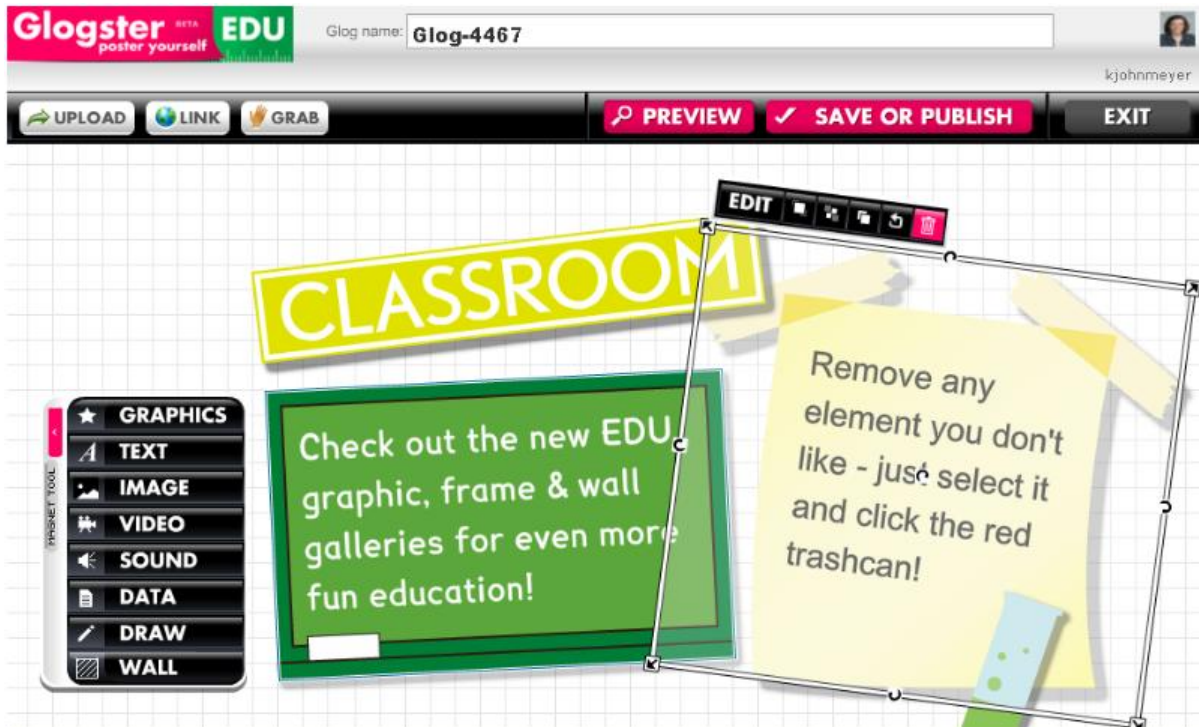 Glogster BETA EDU
poster yourself
Glog name: Glog-4467
kjohnmeyer
UPLOAD LINK GRAB PREVIEW SAVE OR PUBLISH EXIT
EDIT
CLASSROOM
Check out the new EDU
graphic, frame & wall
galleries for even more
fun education!
Remove any
element you don't
like - just select it
and click the red
trashcan!
MAGNET TOOL
GRAPHICS
TEXT
IMAGE
VIDEO
SOUND
DATA
DRAW
WALL